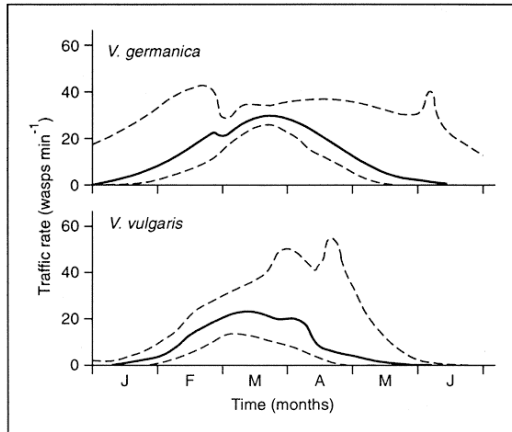 V. germanica
60
40
20
0
V. vulgaris
60
40
20
0
Traffic rate (wasps min⁻¹)
J F M A M J
Time (months)